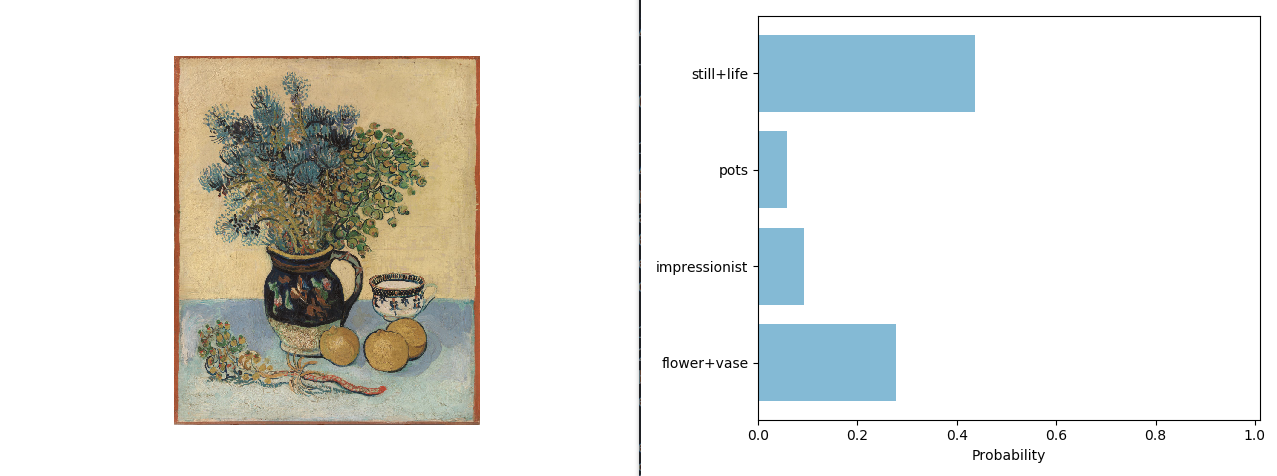 still+life
pots
impressionist
flower+vase
0.0 0.2 0.4 0.6 0.8 1.0
Probability